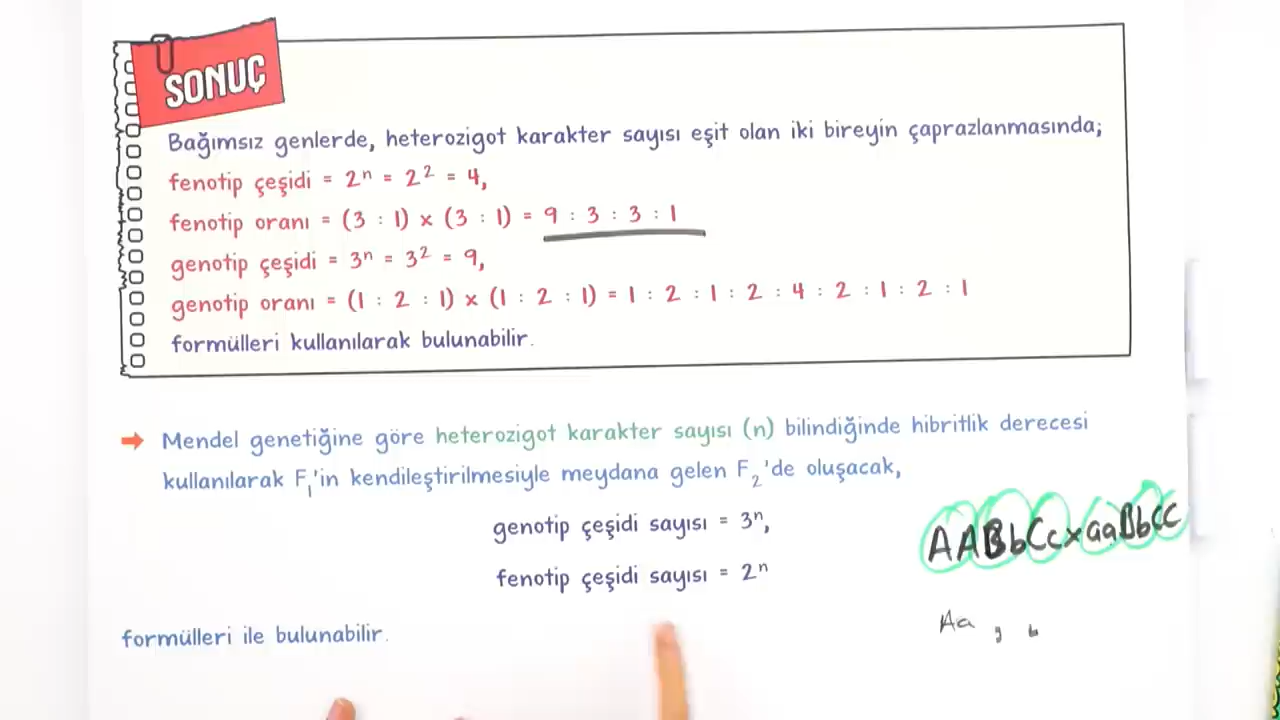 SONUÇ
Bağımsız genlerde, heterozigot karakter sayısı eşit olan iki bireyin çaprazlanmasında;
fenotip çeşidi = 2ⁿ = 2² = 4,
fenotip oranı = (3 : 1) x (3 : 1) = 9 : 3 : 3 : 1
genotip çeşidi = 3ⁿ = 3² = 9,
genotip oranı = (1 : 2 : 1) x (1 : 2 : 1) = 1 : 2 : 1 : 2 : 4 : 2 : 1 : 2 : 1
formülleri kullanılarak bulunabilir.
Mendel genetiğine göre heterozigot karakter sayısı (n) bilindiğinde hibritlik derecesi
kullanılarak F₁'in kendileştirilmesiyle meydana gelen F₂'de oluşacak,
genotip çeşidi sayısı = 3ⁿ,
fenotip çeşidi sayısı = 2ⁿ
formülleri ile bulunabilir.
AABbCcxaaBbCC
Aa